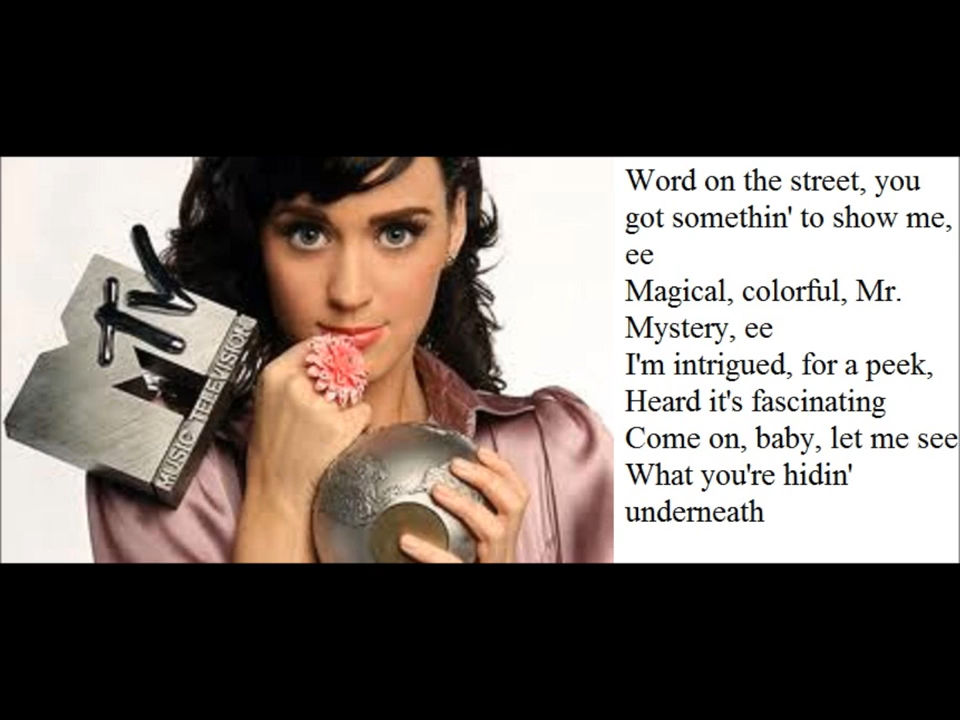 MTV
MUSIC TELEVISION
Word on the street, you
got somethin' to show me,
ee
Magical, colorful, Mr.
Mystery, ee
I'm intrigued, for a peek,
Heard it's fascinating
Come on, baby, let me see
What you're hidin'
underneath